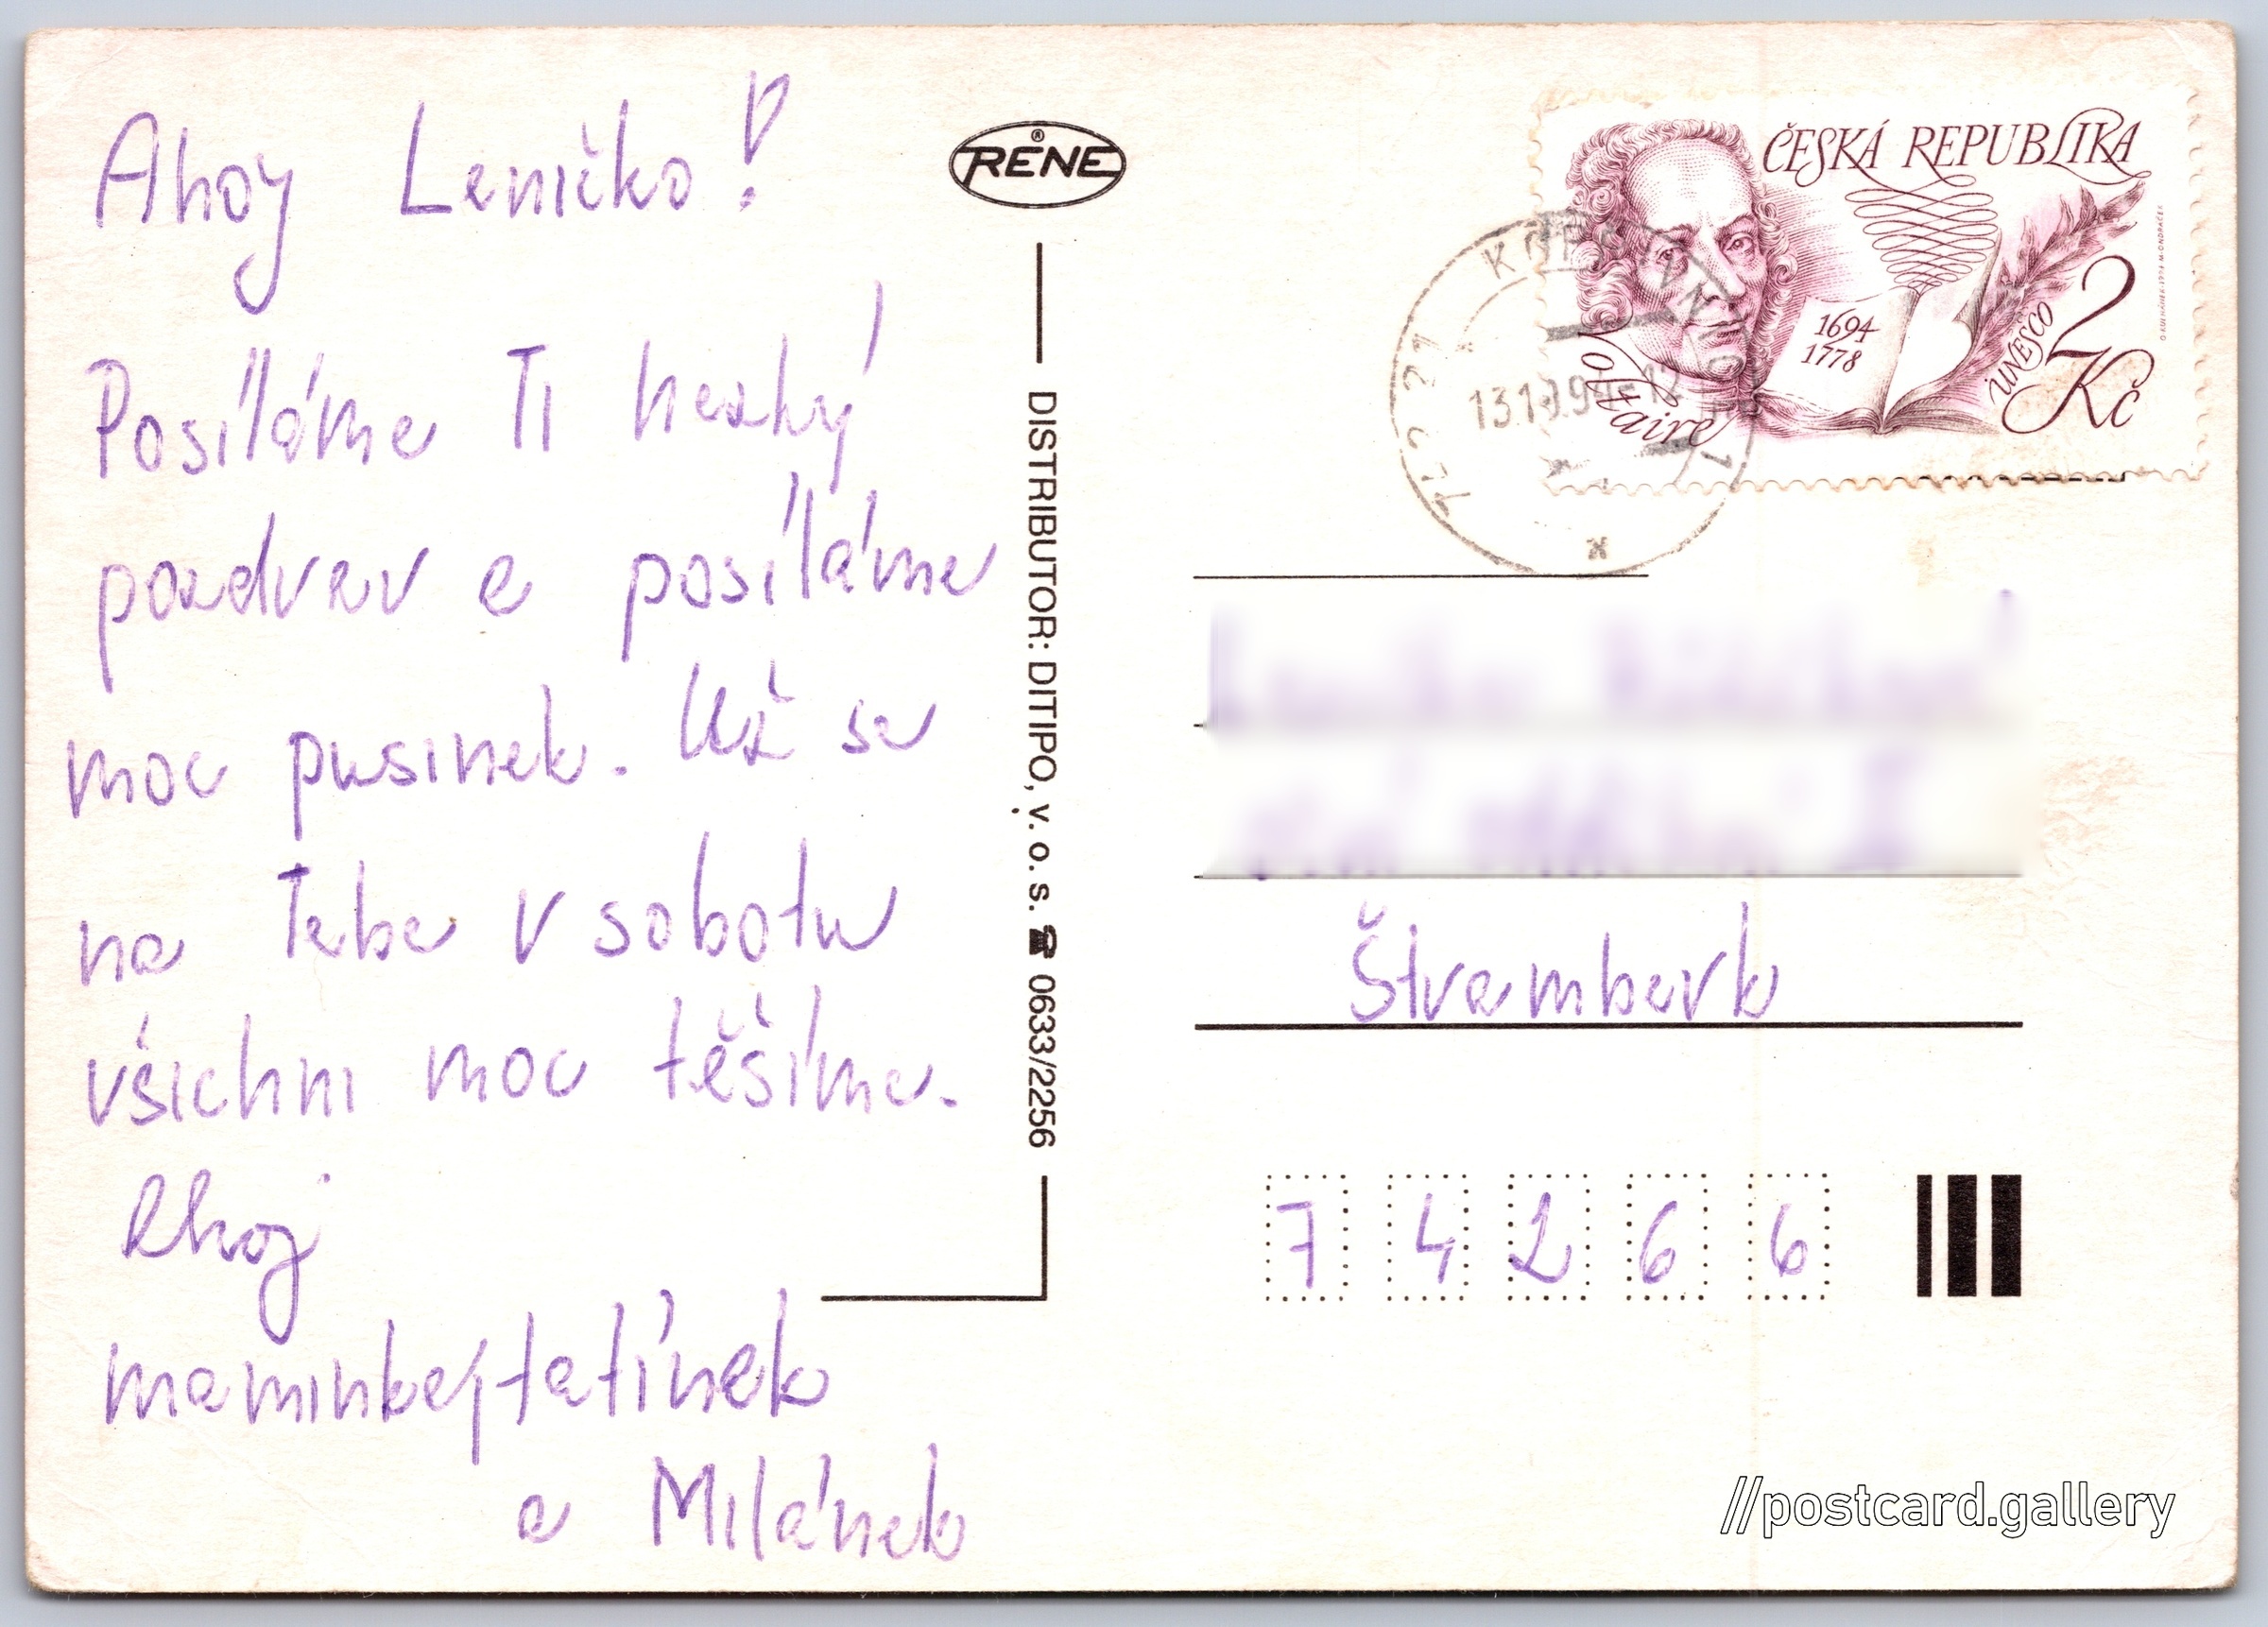 Ahoy Leničko!
Posíláme Ti hezký
pozdrav a posíláme
moc pusinek. Už se
na Tebe v sobotu
všichni moc těšíme.
Ahoj
maminka, tatínek
a Milánek
RENE ®
DISTRIBUTOR: DITIPO, v. o. s. ☎ 0633/2256
ČESKÁ REPUBLIKA
1694
1778
UNESCO
2 Kč
Voltaire
Štramberk
7 4 2 6 6
//postcard.gallery